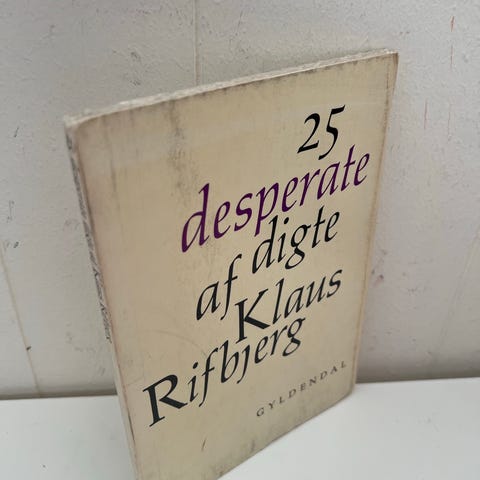 25
desperate
digte
af
Klaus
Rifbjerg
GYLDENDAL